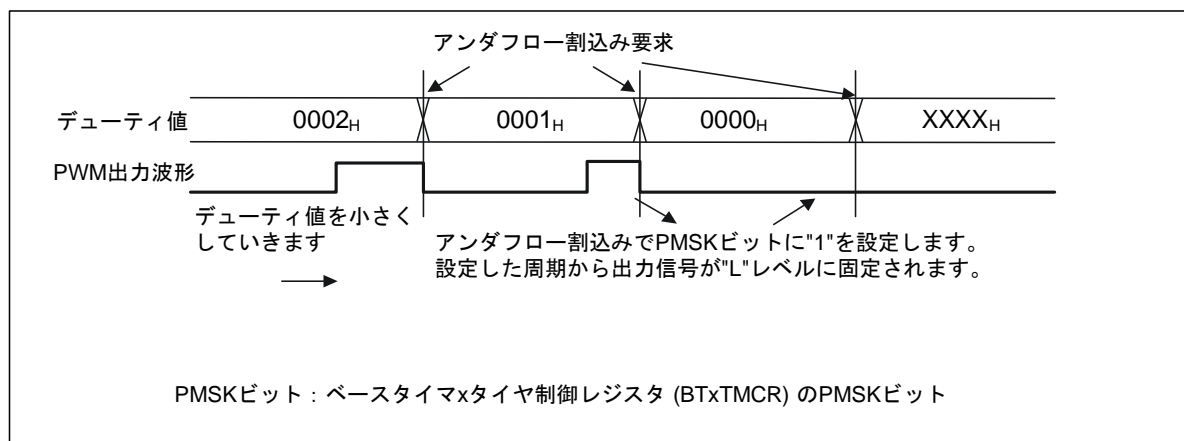 アンダフロー割込み要求
デューティ値 0002H 0001H 0000H XXXXH
PWM出力波形
デューティ値を小さく
していきます
アンダフロー割込みでPMSKビットに"1"を設定します。
設定した周期から出力信号が"L"レベルに固定されます。
PMSKビット：ベースタイマxタイヤ制御レジスタ (BTxTMCR) のPMSKビット